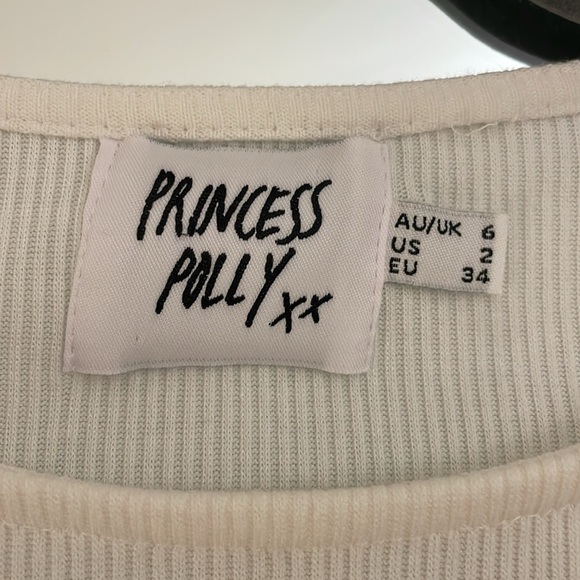 PRINCESS
POLLY xx
AU/UK 6
US 2
EU 34